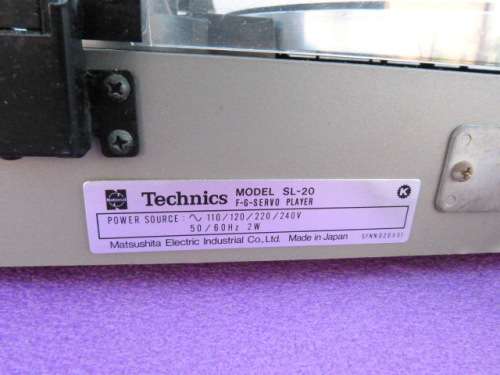 National
Technics MODEL SL-20
F-G-SERVO PLAYER
K
POWER SOURCE : ∿ 110/120/220/240V
50/60Hz 2W
Matsushita Electric Industrial Co., Ltd. Made in Japan